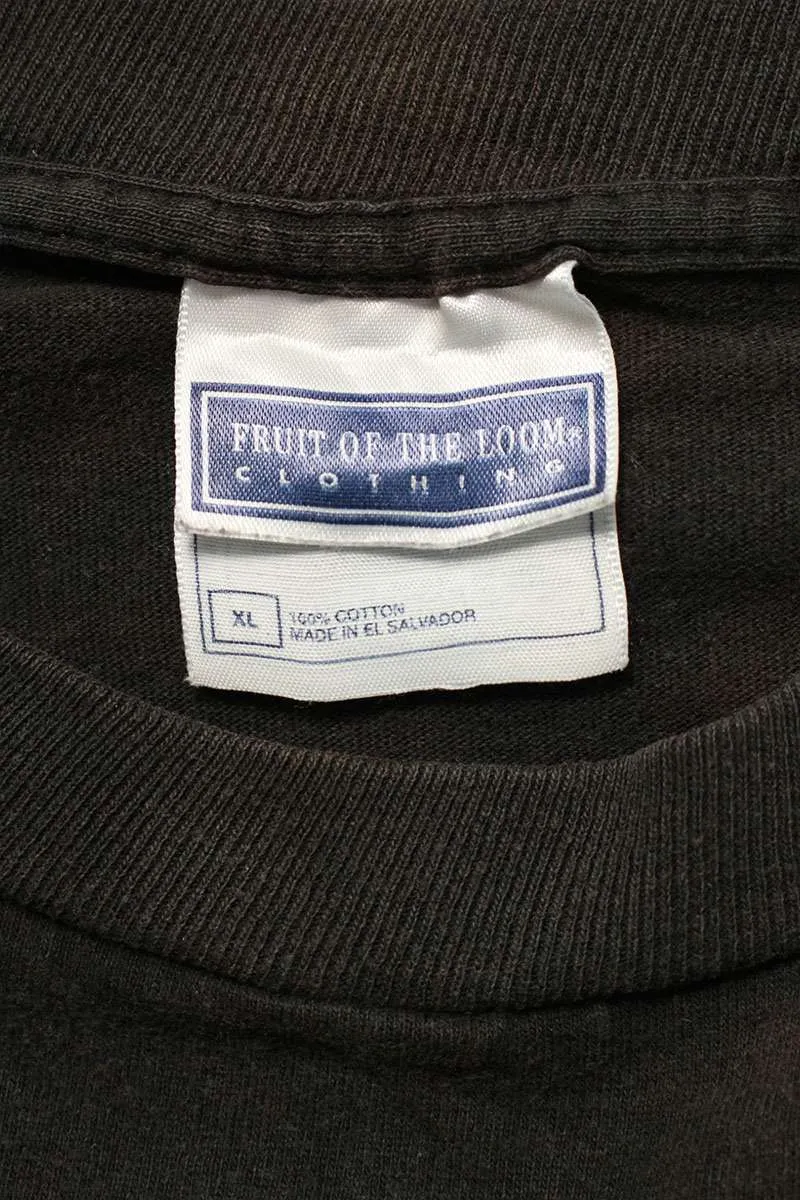 FRUIT OF THE LOOM®
CLOTHING
XL
100% COTTON
MADE IN EL SALVADOR